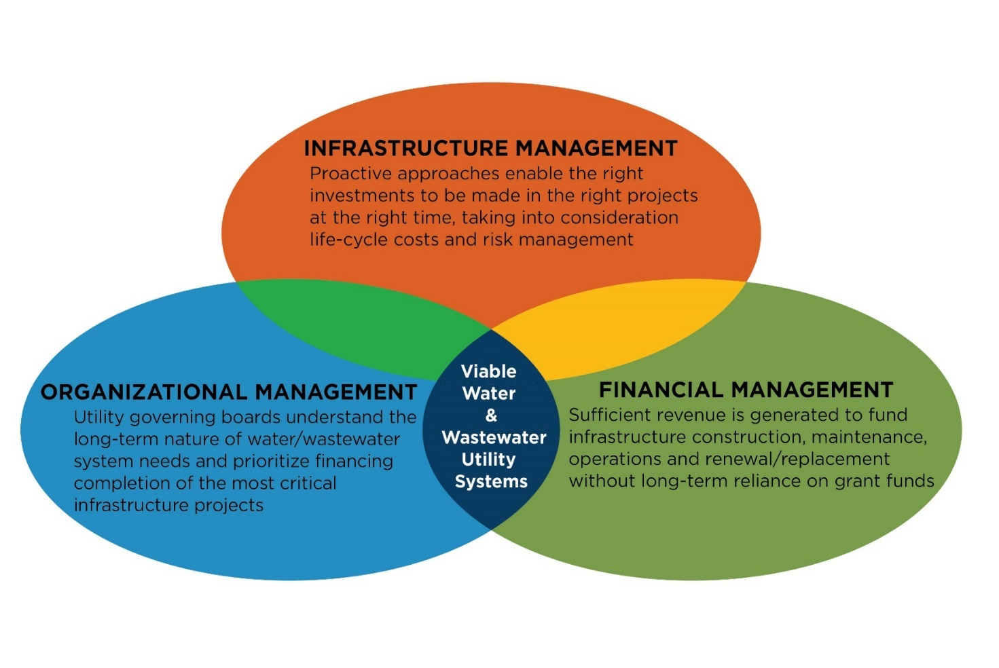 INFRASTRUCTURE MANAGEMENT
Proactive approaches enable the right
investments to be made in the right projects
at the right time, taking into consideration
life-cycle costs and risk management
ORGANIZATIONAL MANAGEMENT
Utility governing boards understand the
long-term nature of water/wastewater
system needs and prioritize financing
completion of the most critical
infrastructure projects
Viable
Water
&
Wastewater
Utility
Systems
FINANCIAL MANAGEMENT
Sufficient revenue is generated to fund
infrastructure construction, maintenance,
operations and renewal/replacement
without long-term reliance on grant funds